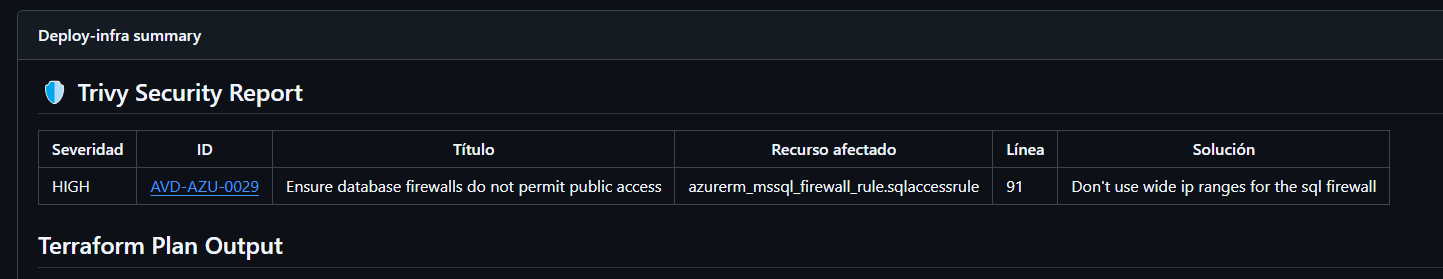 Deploy-infra summary
Trivy Security Report
Severidad ID Título Recurso afectado Línea Solución
HIGH AVD-AZU-0029 Ensure database firewalls do not permit public access azurerm_mssql_firewall_rule.sqlaccessrule 91 Don't use wide ip ranges for the sql firewall
Terraform Plan Output